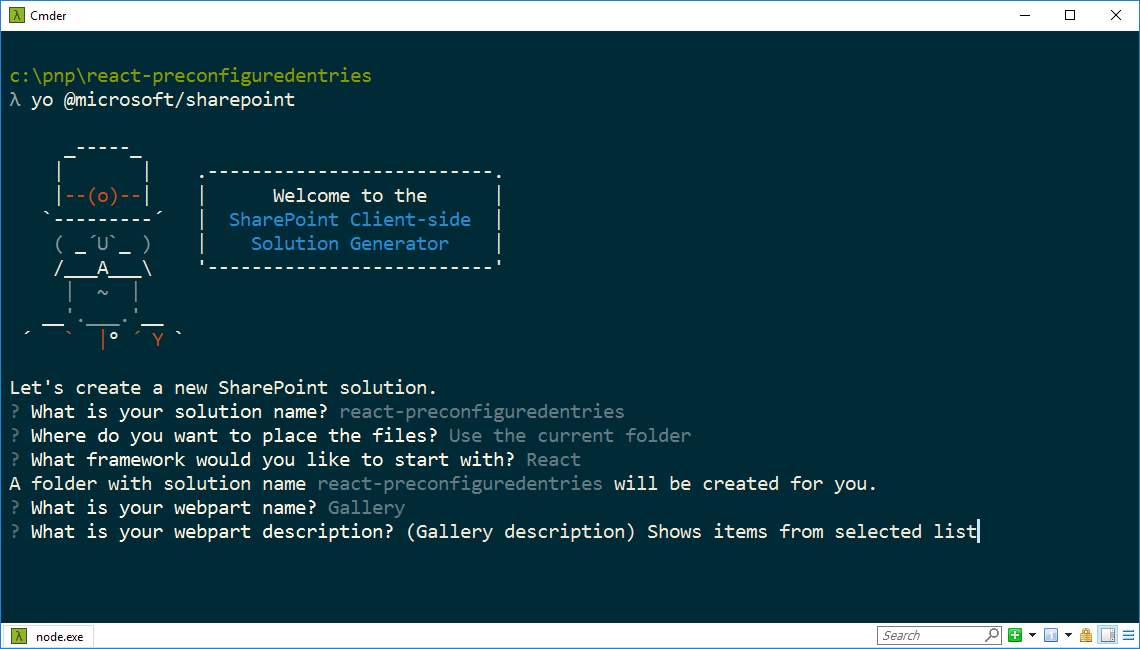 λ Cmder
c:\pnp\react-preconfiguredentries
λ yo @microsoft/sharepoint
     _-----_
    |       |    .--------------------------.
    |--(o)--|    |      Welcome to the      |
   `---------´   |  SharePoint Client-side  |
    ( _´U`_ )    |    Solution Generator    |
    /___A___\    '--------------------------'
     |  ~  |
   __'.___.'__
 ´   `  |° ´ Y `
Let's create a new SharePoint solution.
? What is your solution name? react-preconfiguredentries
? Where do you want to place the files? Use the current folder
? What framework would you like to start with? React
A folder with solution name react-preconfiguredentries will be created for you.
? What is your webpart name? Gallery
? What is your webpart description? (Gallery description) Shows items from selected list
λ node.exe
Search